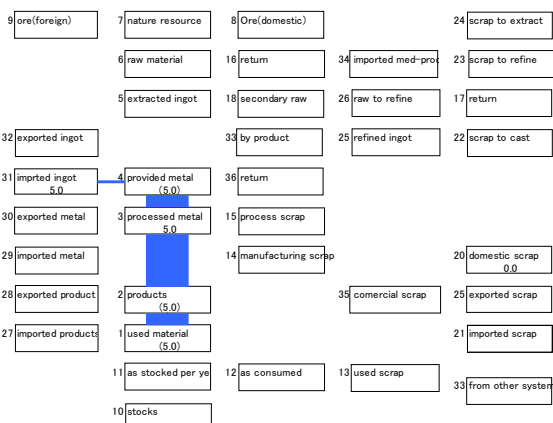 9 ore(foreign)
7 nature resource
8 Ore(domestic)
24 scrap to extract
6 raw material
16 return
34 imported med-proc
23 scrap to refine
5 extracted ingot
18 secondary raw
26 raw to refine
17 return
32 exported ingot
33 by product
25 refined ingot
22 scrap to cast
31 imprted ingot
5.0
4 provided metal
(5.0)
36 return
30 exported metal
3 processed metal
5.0
15 process scrap
29 imported metal
14 manufacturing scrap
20 domestic scrap
0.0
28 exported product
2 products
(5.0)
35 comercial scrap
25 exported scrap
27 imported products
1 used material
(5.0)
21 imported scrap
11 as stocked per ye
12 as consumed
13 used scrap
33 from other system
10 stocks